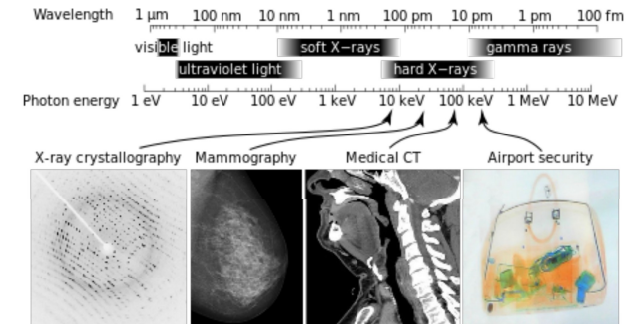 Wavelength 1 μm 100 nm 10 nm 1 nm 100 pm 10 pm 1 pm 100 fm
visible light soft X−rays gamma rays
ultraviolet light hard X−rays
Photon energy 1 eV 10 eV 100 eV 1 keV 10 keV 100 keV 1 MeV 10 MeV
X-ray crystallography Mammography Medical CT Airport security